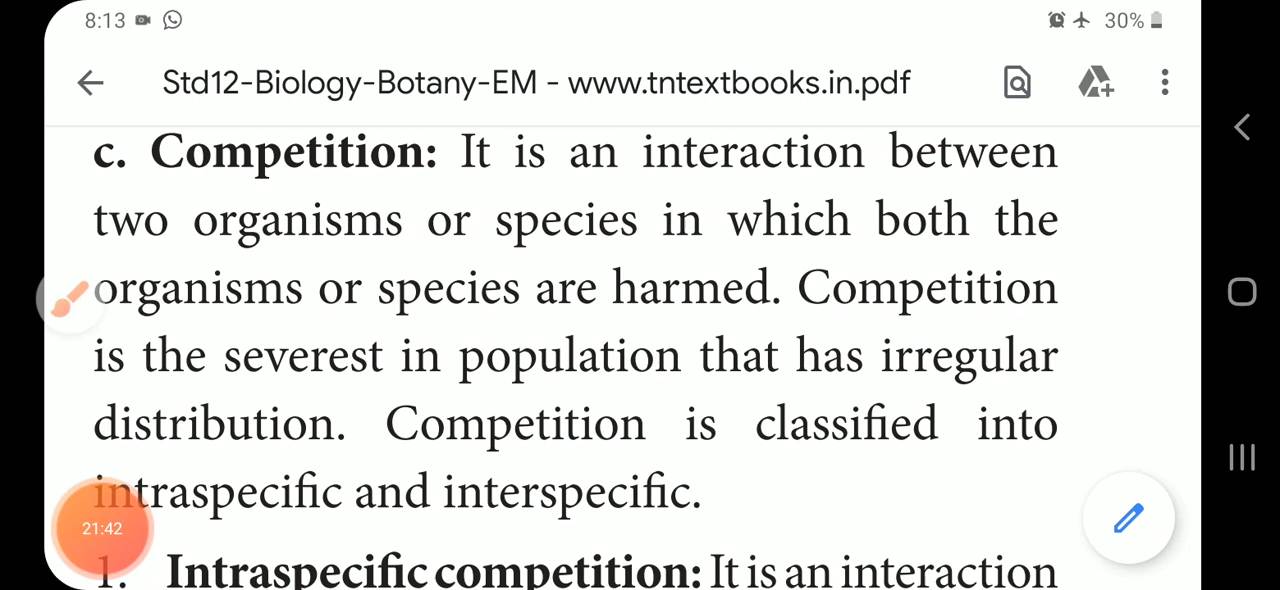 8:13 30%
Std12-Biology-Botany-EM - www.tntextbooks.in.pdf
c. Competition: It is an interaction between
two organisms or species in which both the
organisms or species are harmed. Competition
is the severest in population that has irregular
distribution. Competition is classified into
intraspecific and interspecific.
21:42
1. Intraspecific competition: It is an interaction